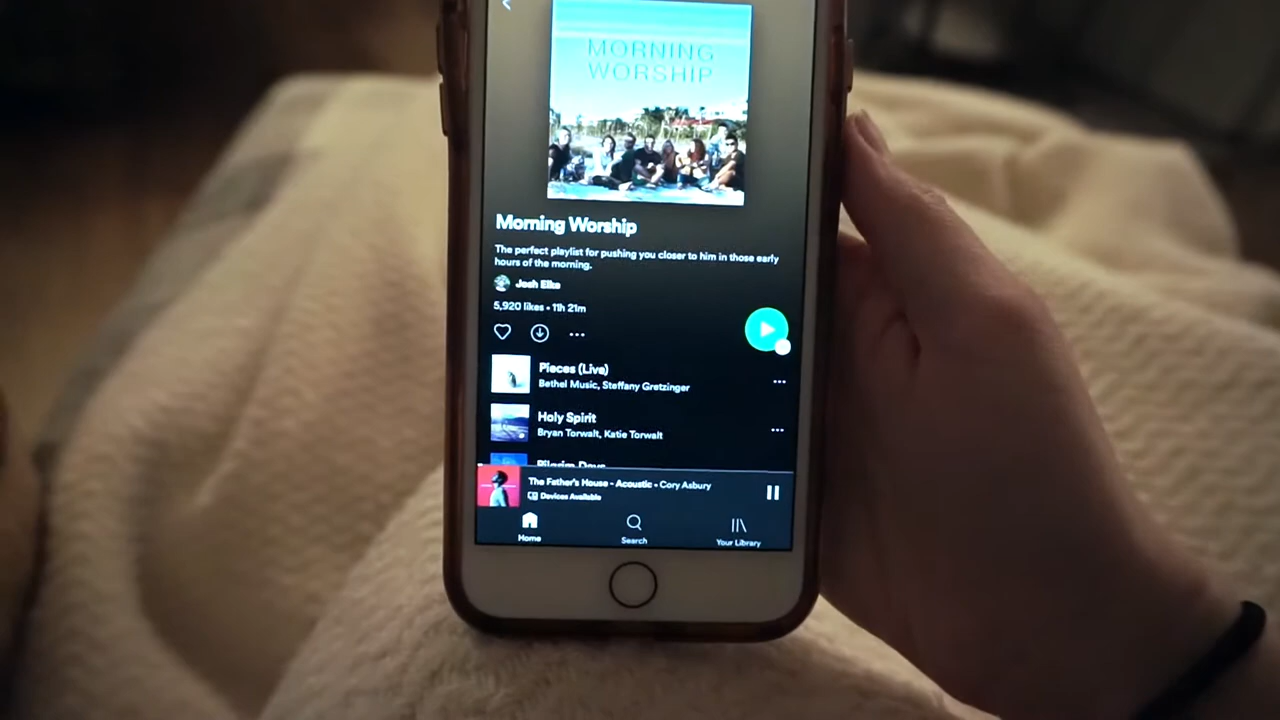 MORNING
WORSHIP
Morning Worship
The perfect playlist for pushing you closer to him in those early
hours of the morning.
Josh Elks
5,920 likes • 11h 21m
Pieces (Live)
Bethel Music, Steffany Gretzinger
Holy Spirit
Bryan Torwalt, Katie Torwalt
Pilgrim Days
The Father's House - Acoustic • Cory Asbury
Devices Available
Home
Search
Your Library